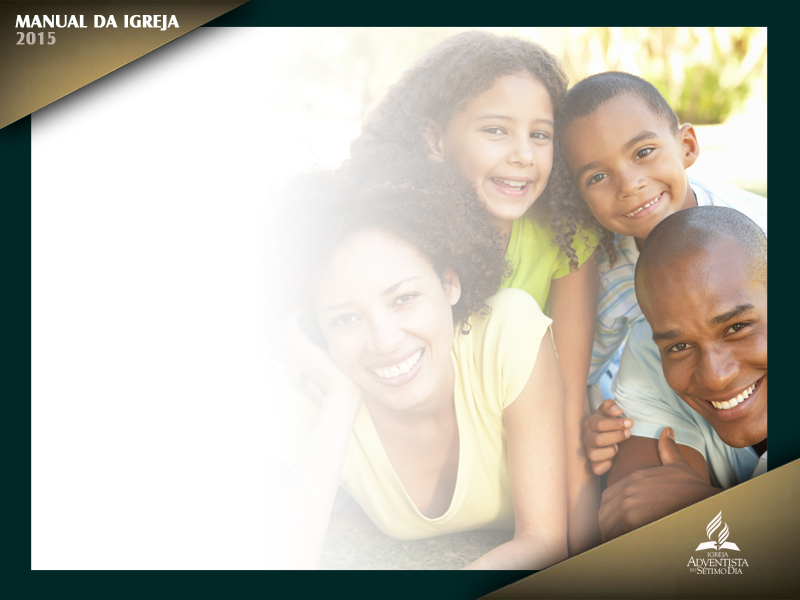 MANUAL DA IGREJA
2015
IGREJA
ADVENTISTA
DO SÉTIMO DIA